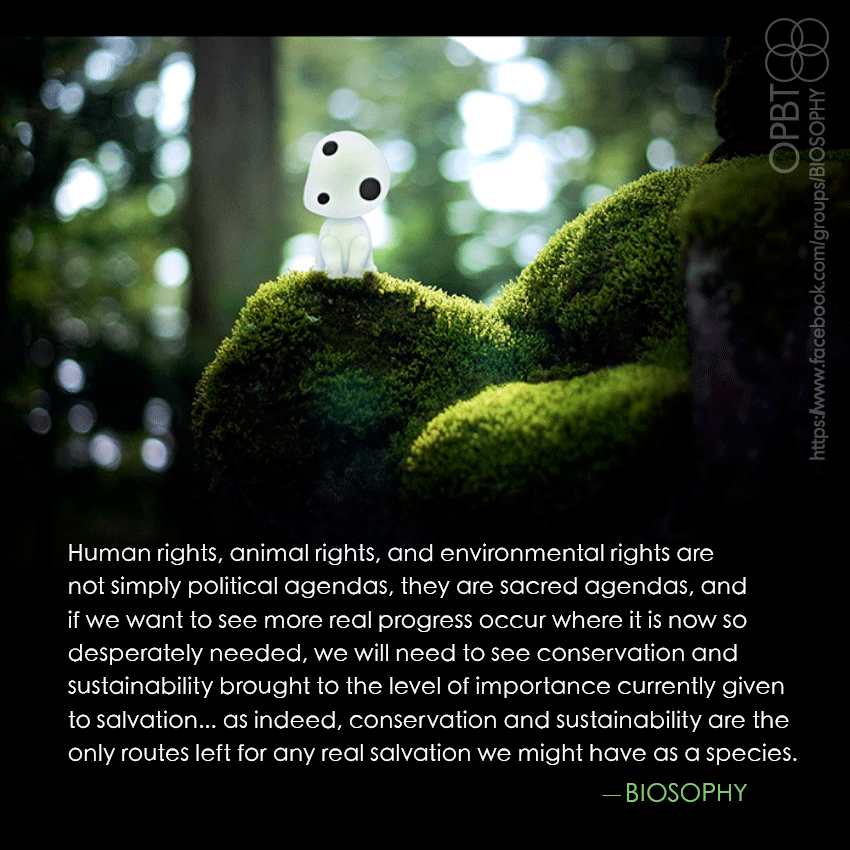 OPBT
https://www.facebook.com/groups/BIOSOPHY
Human rights, animal rights, and environmental rights are
not simply political agendas, they are sacred agendas, and
if we want to see more real progress occur where it is now so
desperately needed, we will need to see conservation and
sustainability brought to the level of importance currently given
to salvation... as indeed, conservation and sustainability are the
only routes left for any real salvation we might have as a species.
— BIOSOPHY